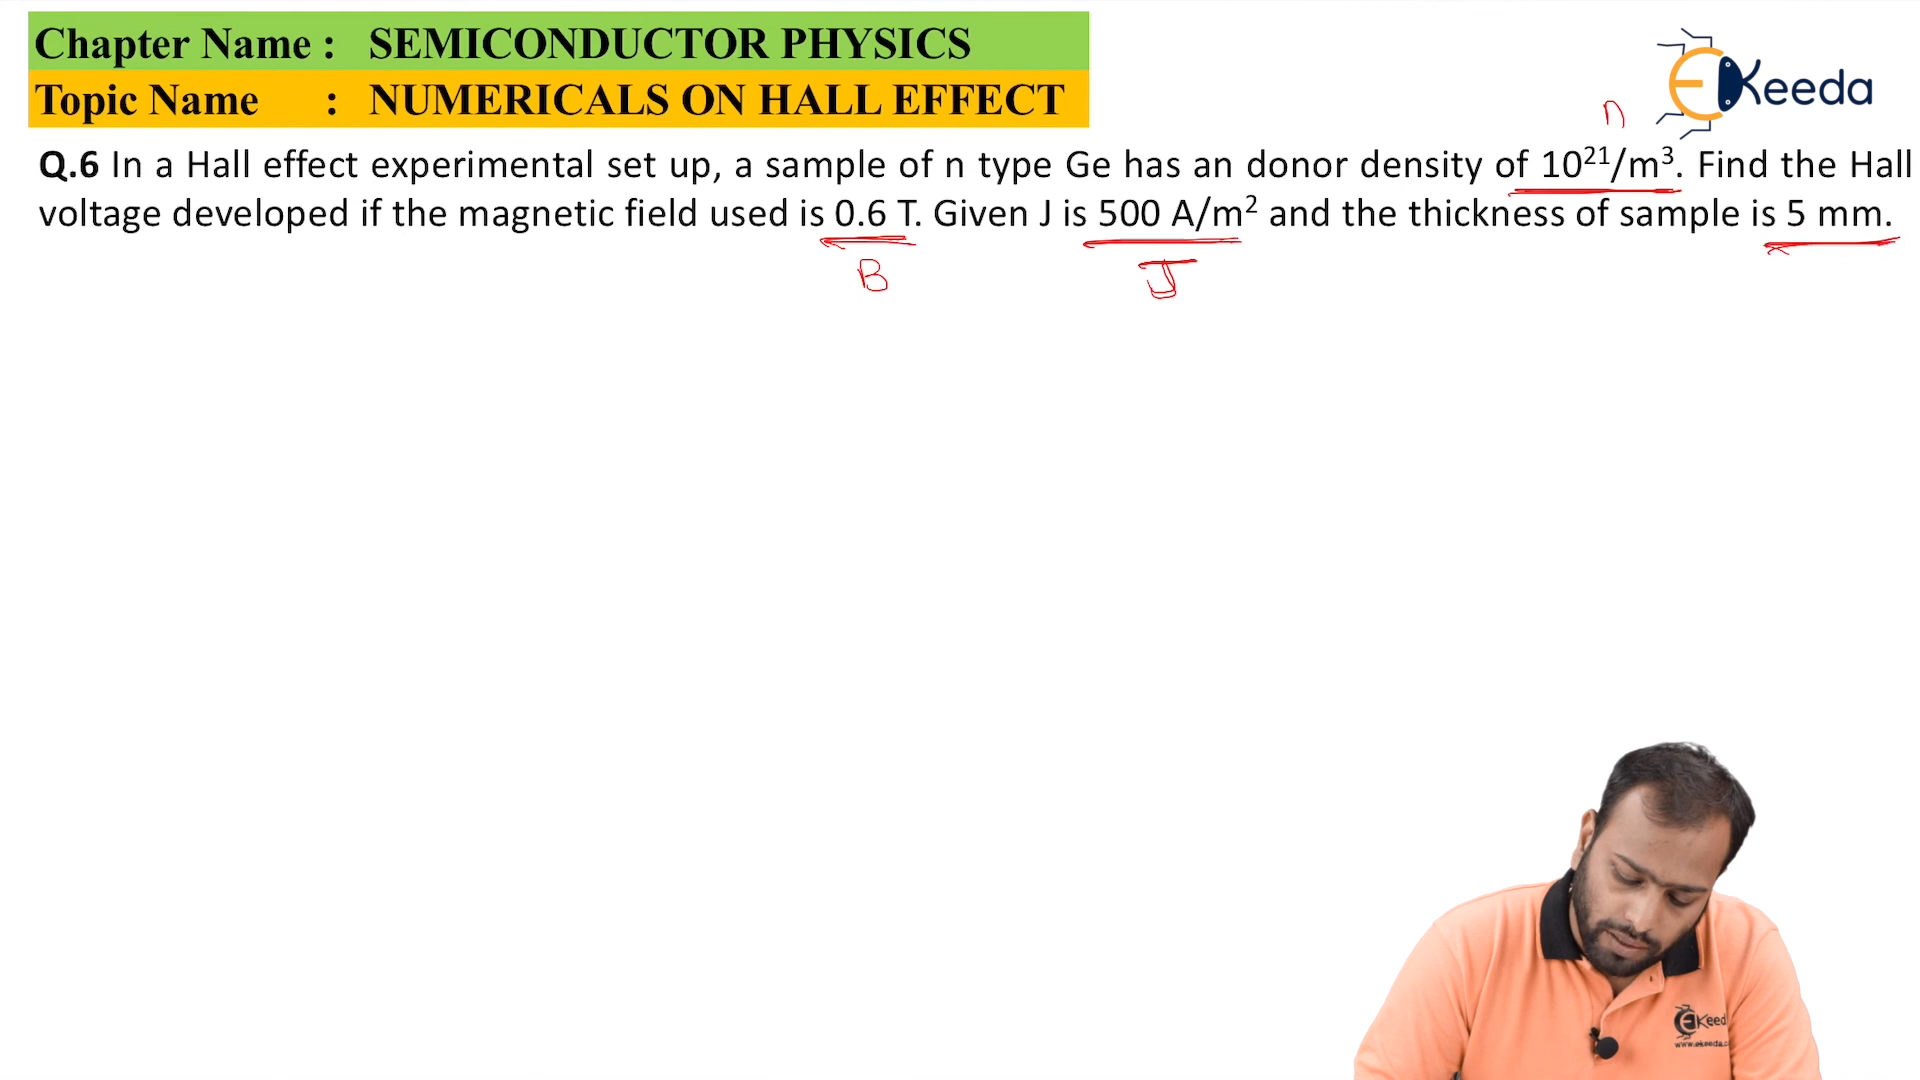 Chapter Name : SEMICONDUCTOR PHYSICS
Topic Name : NUMERICALS ON HALL EFFECT
EKeeda
n
Q.6 In a Hall effect experimental set up, a sample of n type Ge has an donor density of 10²¹/m³. Find the Hall
voltage developed if the magnetic field used is 0.6 T. Given J is 500 A/m² and the thickness of sample is 5 mm.
B J